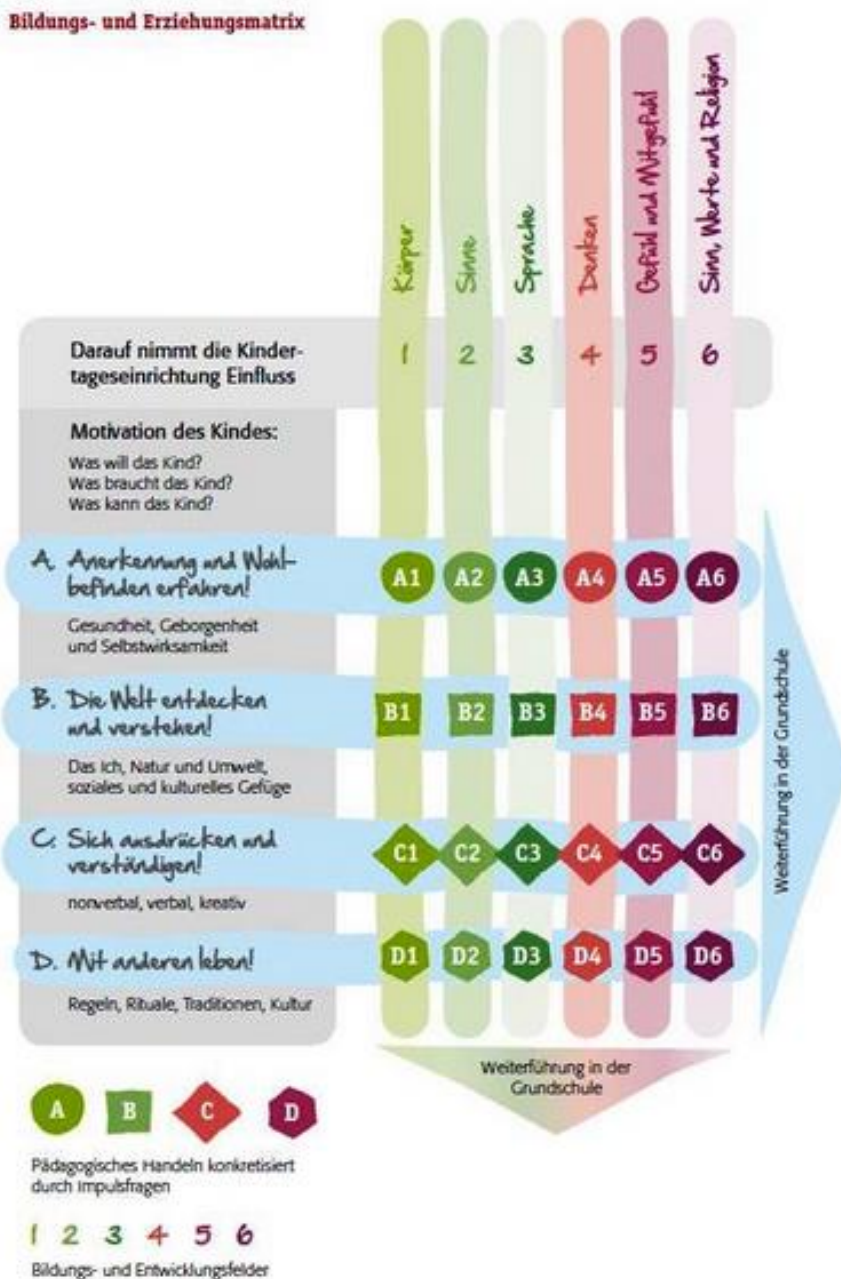 Bildungs- und Erziehungsmatrix
Körper
Sinne
Sprache
Denken
Gefühl und Mitgefühl
Sinn, Werte und Religion
Darauf nimmt die Kinder-
tageseinrichtung Einfluss
1 2 3 4 5 6
Motivation des Kindes:
Was will das Kind?
Was braucht das Kind?
Was kann das Kind?
A. Anerkennung und Wohl-
befinden erfahren!
A1 A2 A3 A4 A5 A6
Gesundheit, Geborgenheit
und Selbstwirksamkeit
B. Die Welt entdecken
und verstehen!
B1 B2 B3 B4 B5 B6
Das Ich, Natur und Umwelt,
soziales und kulturelles Gefüge
C. Sich ausdrücken und
verständigen!
C1 C2 C3 C4 C5 C6
nonverbal, verbal, kreativ
D. Mit anderen leben!
D1 D2 D3 D4 D5 D6
Regeln, Rituale, Traditionen, Kultur
Weiterführung in der Grundschule
Weiterführung in der
Grundschule
A B C D
Pädagogisches Handeln konkretisiert
durch Impulsfragen
1 2 3 4 5 6
Bildungs- und Entwicklungsfelder